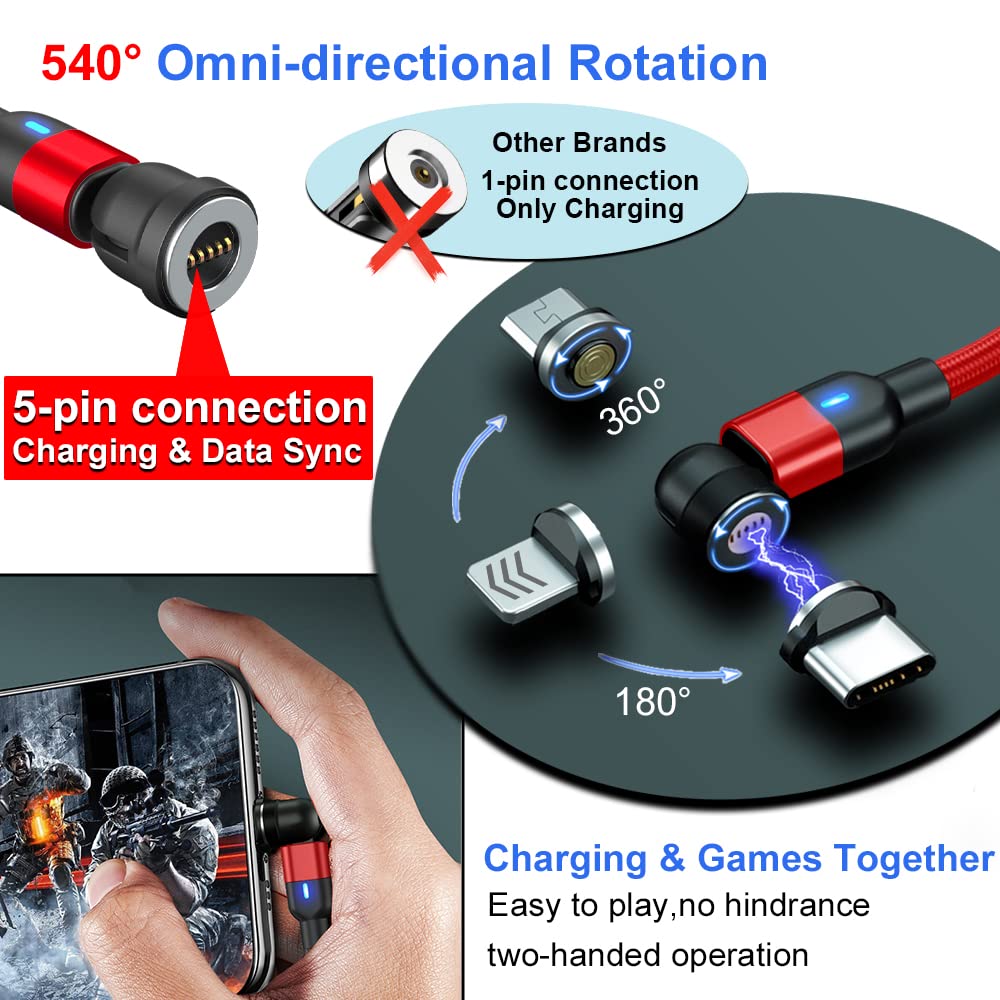 540° Omni-directional Rotation
Other Brands
1-pin connection
Only Charging
5-pin connection
Charging & Data Sync
360°
180°
Charging & Games Together
Easy to play,no hindrance
two-handed operation